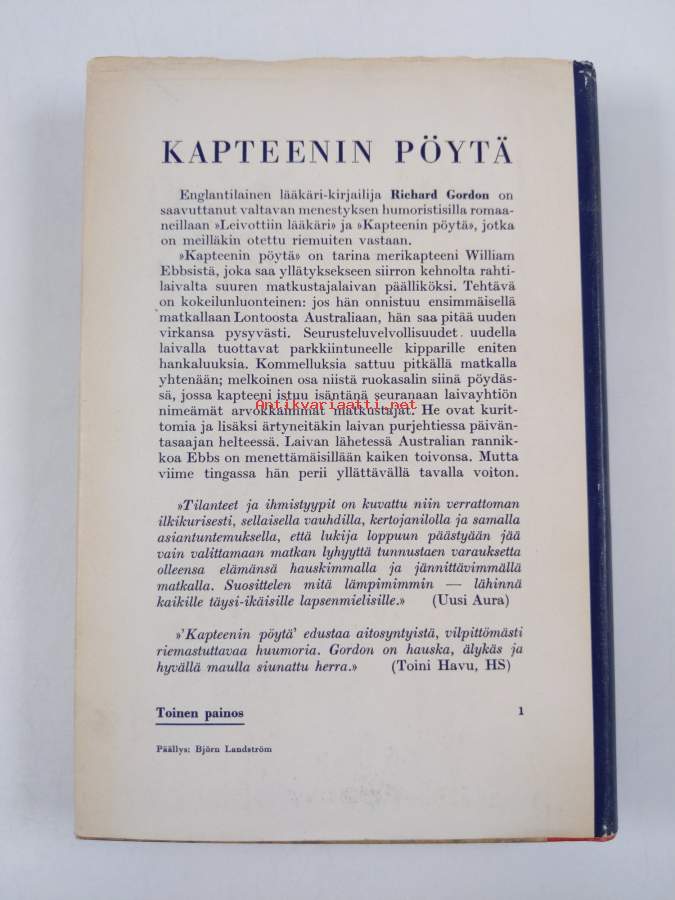 KAPTEENIN PÖYTÄ
Englantilainen lääkäri-kirjailija Richard Gordon on
saavuttanut valtavan menestyksen humoristisilla romaa-
neillaan »Leivottiin lääkäri» ja »Kapteenin pöytä», jotka
on meilläkin otettu riemuiten vastaan.
»Kapteenin pöytä» on tarina merikapteeni William
Ebbsistä, joka saa yllätyksekseen siirron kehnolta rahti-
laivalta suuren matkustajalaivan päälliköksi. Tehtävä
on kokeilunluonteinen: jos hän onnistuu ensimmäisellä
matkallaan Lontoosta Australiaan, hän saa pitää uuden
virkansa pysyvästi. Seurusteluvelvollisuudet uudella
laivalla tuottavat parkkiintuneelle kipparille eniten
hankaluuksia. Kommelluksia sattuu pitkällä matkalla
yhtenään; melkoinen osa niistä ruokasalin siinä pöydäs-
sä, jossa kapteeni istuu isäntänä seuranaan laivayhtiön
nimeämät arvokkaimmat matkustajat. He ovat kurit-
Antikvariaatti.net
tomia ja lisäksi ärtyneitäkin laivan purjehtiessa päivän-
tasaajan helteessä. Laivan lähetessä Australian rannik-
koa Ebbs on menettämäisillään kaiken toivonsa. Mutta
viime tingassa hän perii yllättävällä tavalla voiton.
»Tilanteet ja ihmistyypit on kuvattu niin verrattoman
ilkikurisesti, sellaisella vauhdilla, kertojanilolla ja samalla
asiantuntemuksella, että lukija loppuun päästyään jää
vain valittamaan matkan lyhyyttä tunnustaen varauksetta
olleensa elämänsä hauskimmalla ja jännittävimmällä
matkalla. Suosittelen mitä lämpimimmin — lähinnä
kaikille täysi-ikäisille lapsenmielisille.» (Uusi Aura)
»'Kapteenin pöytä' edustaa aitosyntyistä, vilpittömästi
riemastuttavaa huumoria. Gordon on hauska, älykäs ja
hyvällä maulla siunattu herra.» (Toini Havu, HS)
Toinen painos 1
Päällys: Björn Landström